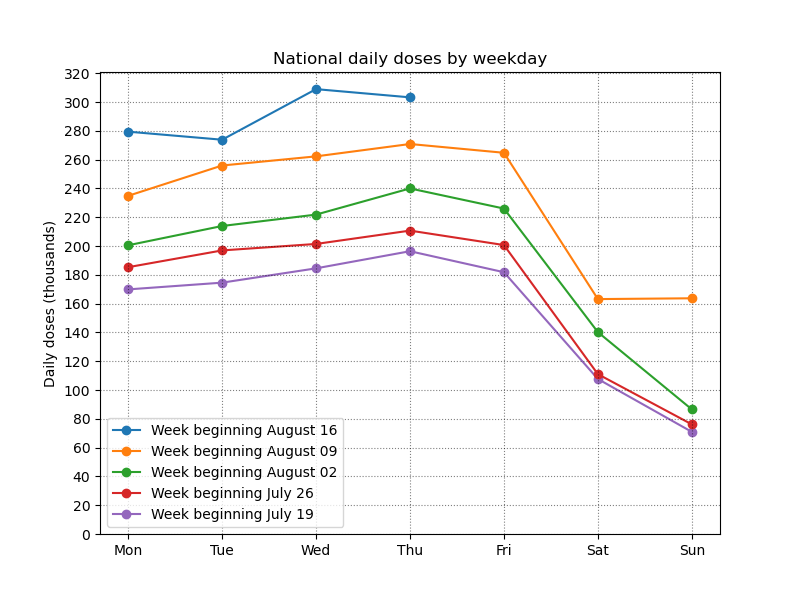 National daily doses by weekday
Daily doses (thousands)
320
300
280
260
240
220
200
180
160
140
120
100
80
60
40
20
0
Week beginning August 16
Week beginning August 09
Week beginning August 02
Week beginning July 26
Week beginning July 19
Mon Tue Wed Thu Fri Sat Sun